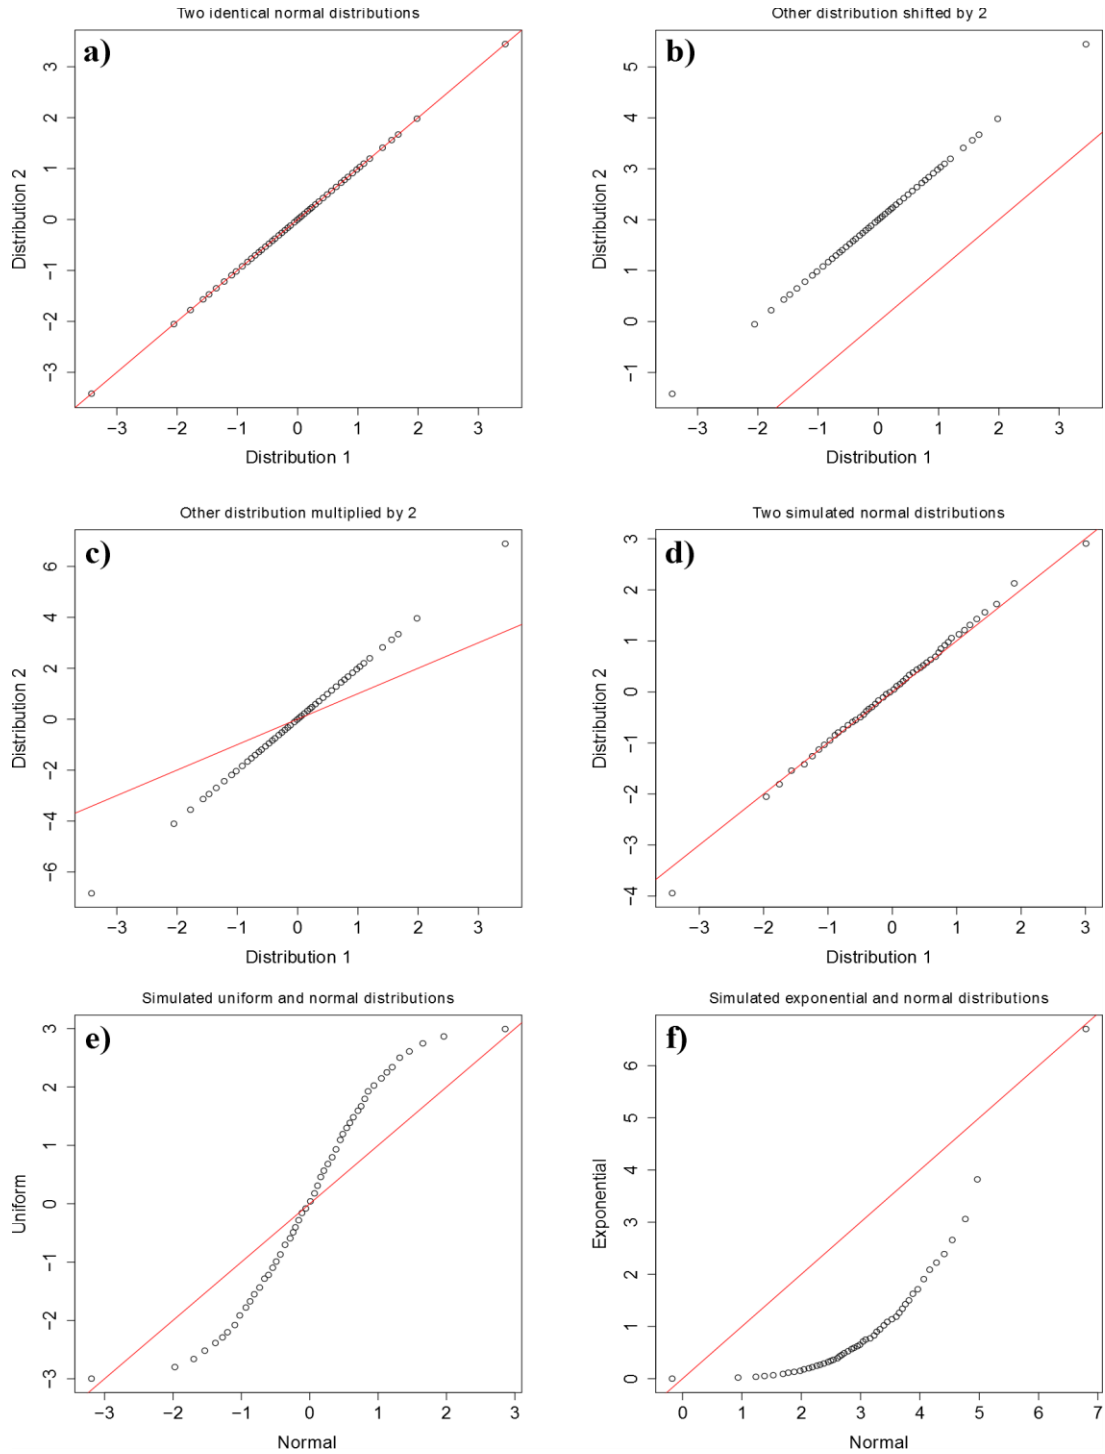 Two identical normal distributions
a)
Distribution 2
3
2
1
0
−1
−2
−3
−3 −2 −1 0 1 2 3
Distribution 1
Other distribution shifted by 2
b)
Distribution 2
5
4
3
2
1
0
−1
−3 −2 −1 0 1 2 3
Distribution 1
Other distribution multiplied by 2
c)
Distribution 2
6
4
2
0
−2
−4
−6
−3 −2 −1 0 1 2 3
Distribution 1
Two simulated normal distributions
d)
Distribution 2
3
2
1
0
−1
−2
−3
−4
−3 −2 −1 0 1 2 3
Distribution 1
Simulated uniform and normal distributions
e)
Uniform
3
2
1
0
−1
−2
−3
−3 −2 −1 0 1 2 3
Normal
Simulated exponential and normal distributions
f)
Exponential
6
5
4
3
2
1
0
0 1 2 3 4 5 6 7
Normal